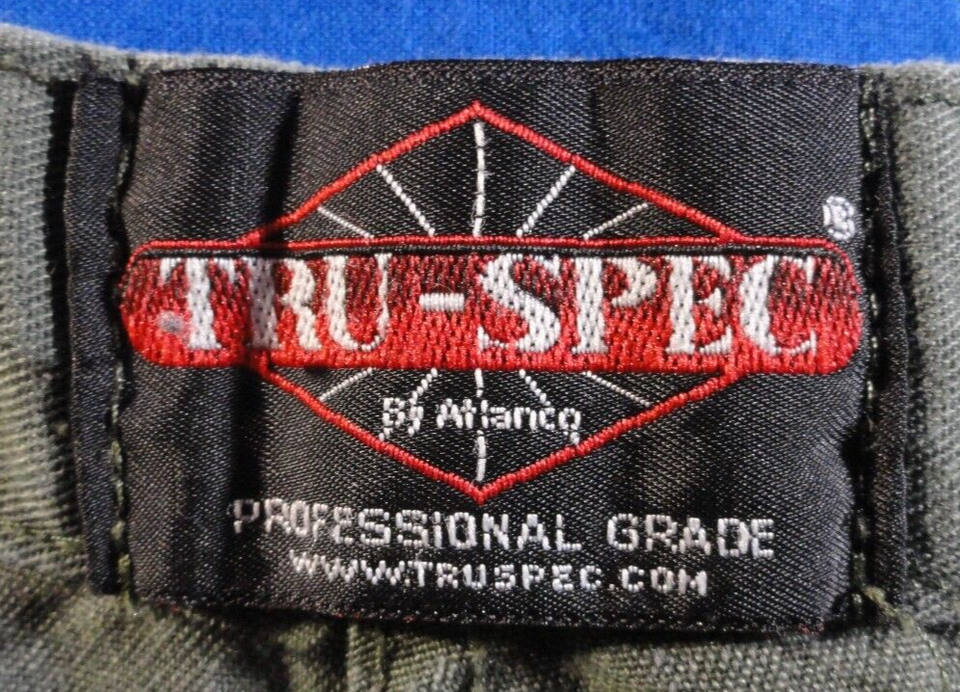 ®
TRU-SPEC
By Atlanco
PROFESSIONAL GRADE
WWW.TRUSPEC.COM